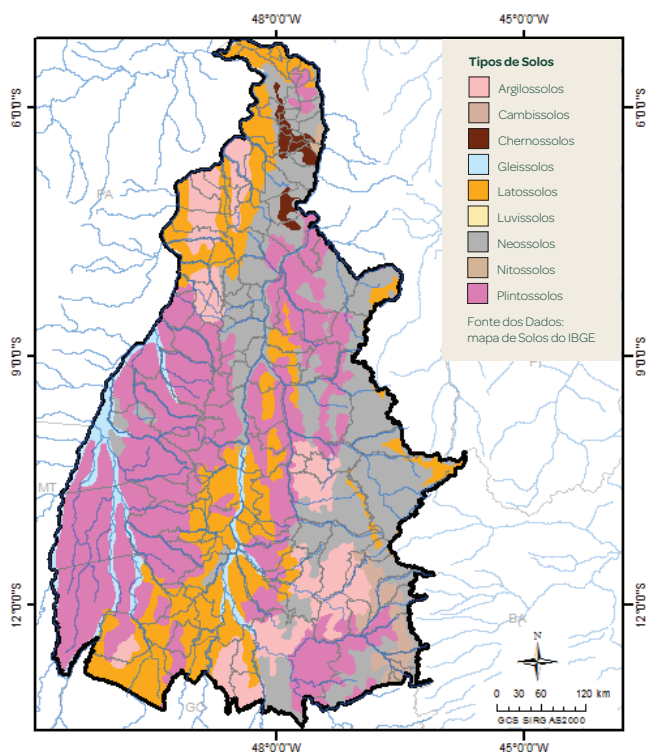 48°0'0"W
45°0'0"W
Tipos de Solos
Argilossolos
Cambissolos
Chernossolos
Gleissolos
Latossolos
Luvissolos
Neossolos
Nitossolos
Plintossolos
Fonte dos Dados:
mapa de Solos do IBGE
6°0'0"S
6°0'0"S
PA
9°0'0"S
9°0'0"S
PI
MT
12°0'0"S
12°0'0"S
BA
GO
N
0 30 60 120 km
GCS SIRGAS2000
48°0'0"W
45°0'0"W